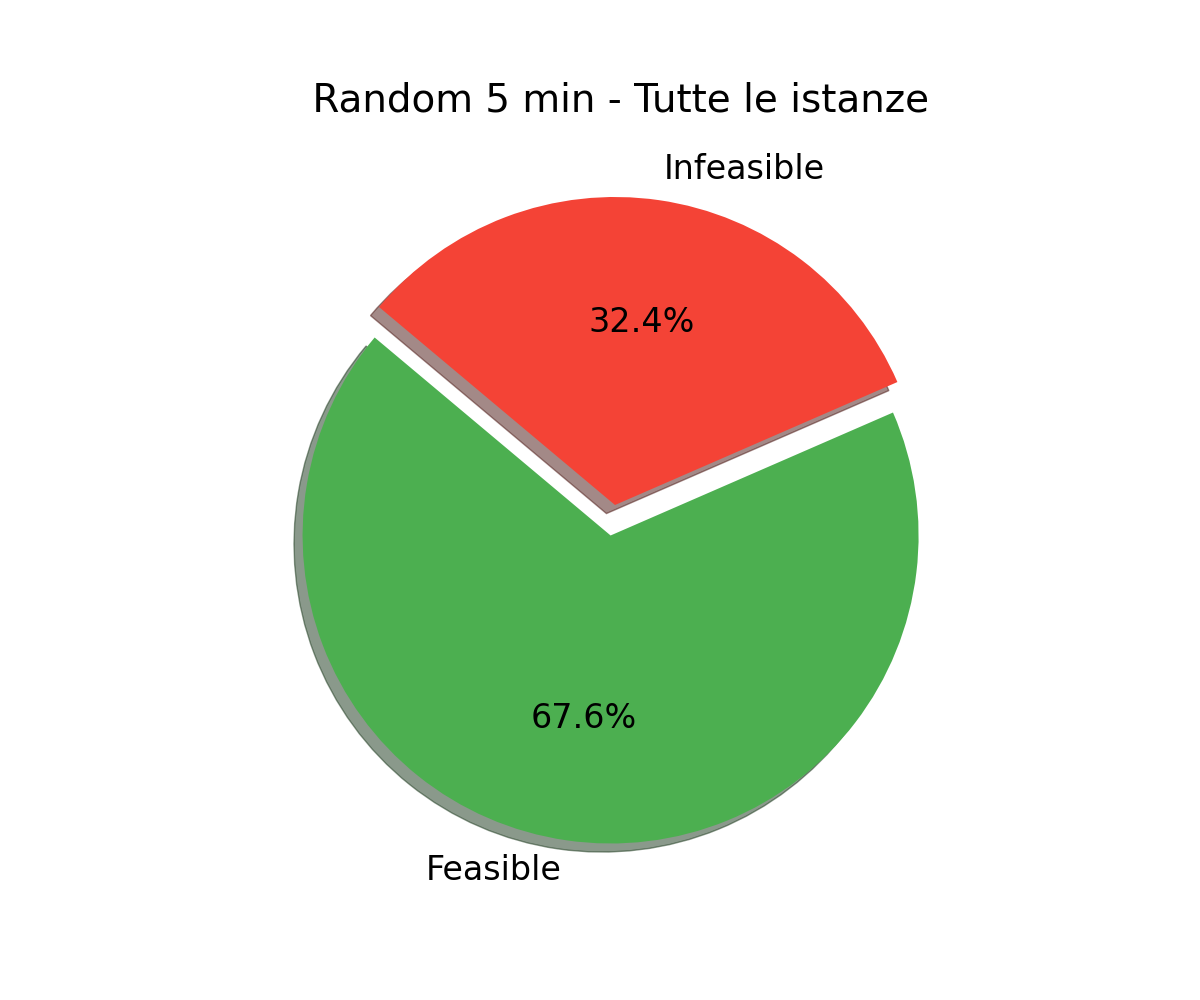 Random 5 min - Tutte le istanze
Infeasible
32.4%
67.6%
Feasible